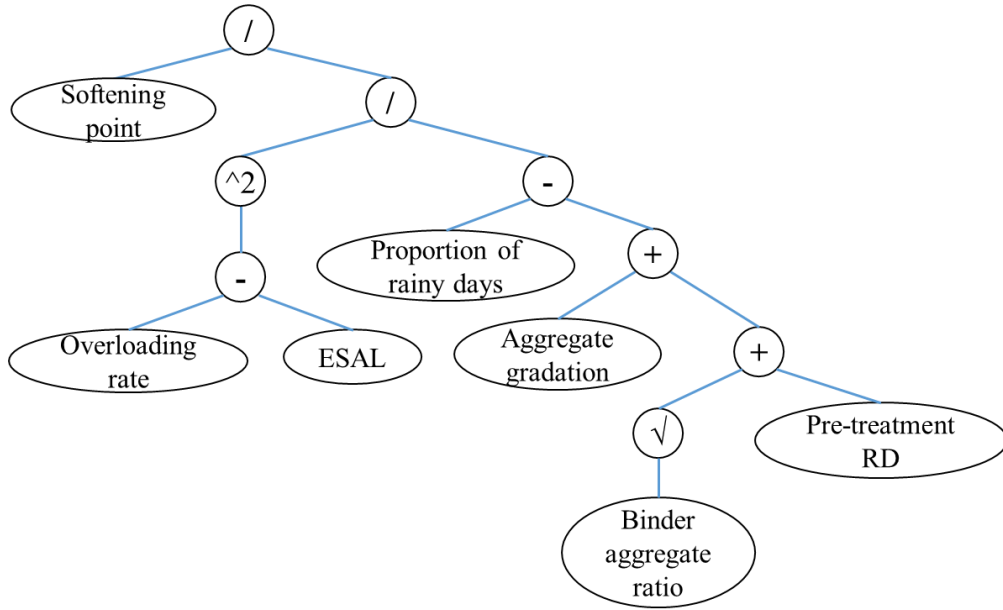 /
Softening
point
/
^2
-
Proportion of
rainy days
+
-
Overloading
rate
ESAL
Aggregate
gradation
+
√
Pre-treatment
RD
Binder
aggregate
ratio